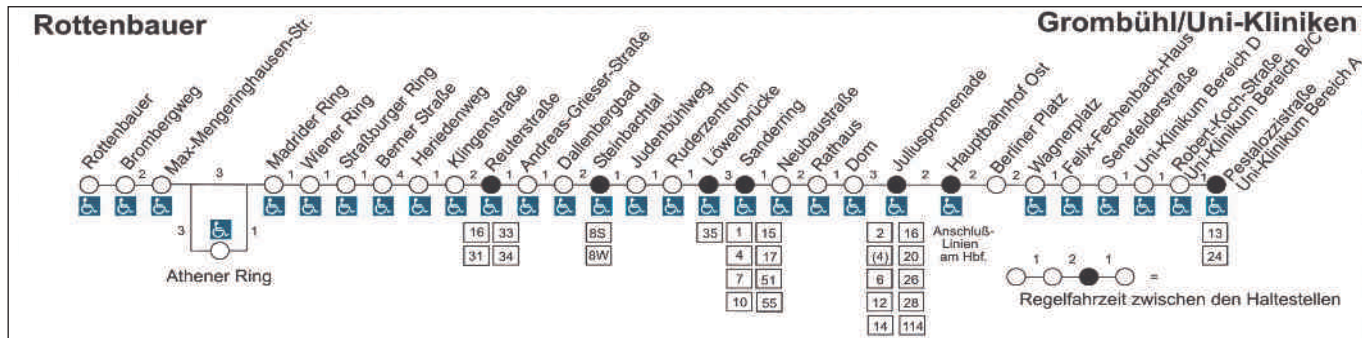 Rottenbauer
Grombühl/Uni-Kliniken
Rottenbauer
Brombergweg
Max-Mengeringhausen-Str.
Madrider Ring
Wiener Ring
Straßburger Ring
Berner Straße
Heriedenweg
Klingenstraße
Reuterstraße
Andreas-Grieser-Straße
Dallenbergbad
Steinbachtal
Judenbühlweg
Ruderzentrum
Löwenbrücke
Sanderring
Neubaustraße
Rathaus
Dom
Juliuspromenade
Hauptbahnhof Ost
Berliner Platz
Wagnerplatz
Felix-Fechenbach-Haus
Senefelderstraße
Uni-Klinikum Bereich D
Robert-Koch-Straße
Uni-Klinikum Bereich B/C
Pestalozzistraße
Uni-Klinikum Bereich A
2 2 3 1 1 1 4 1 2 1 1 2 1 1 1 3 1 2 1 3 2 2 2 1 1 1 1 1
3 1
Athener Ring
16 33
31 34
8S
8W
35
1 15
4 17
7 51
10 55
2 16
(4) 20
6 26
12 28
14 114
Anschluß-
Linien
am Hbf.
13
24
1 2 1
=
Regelfahrzeit zwischen den Haltestellen